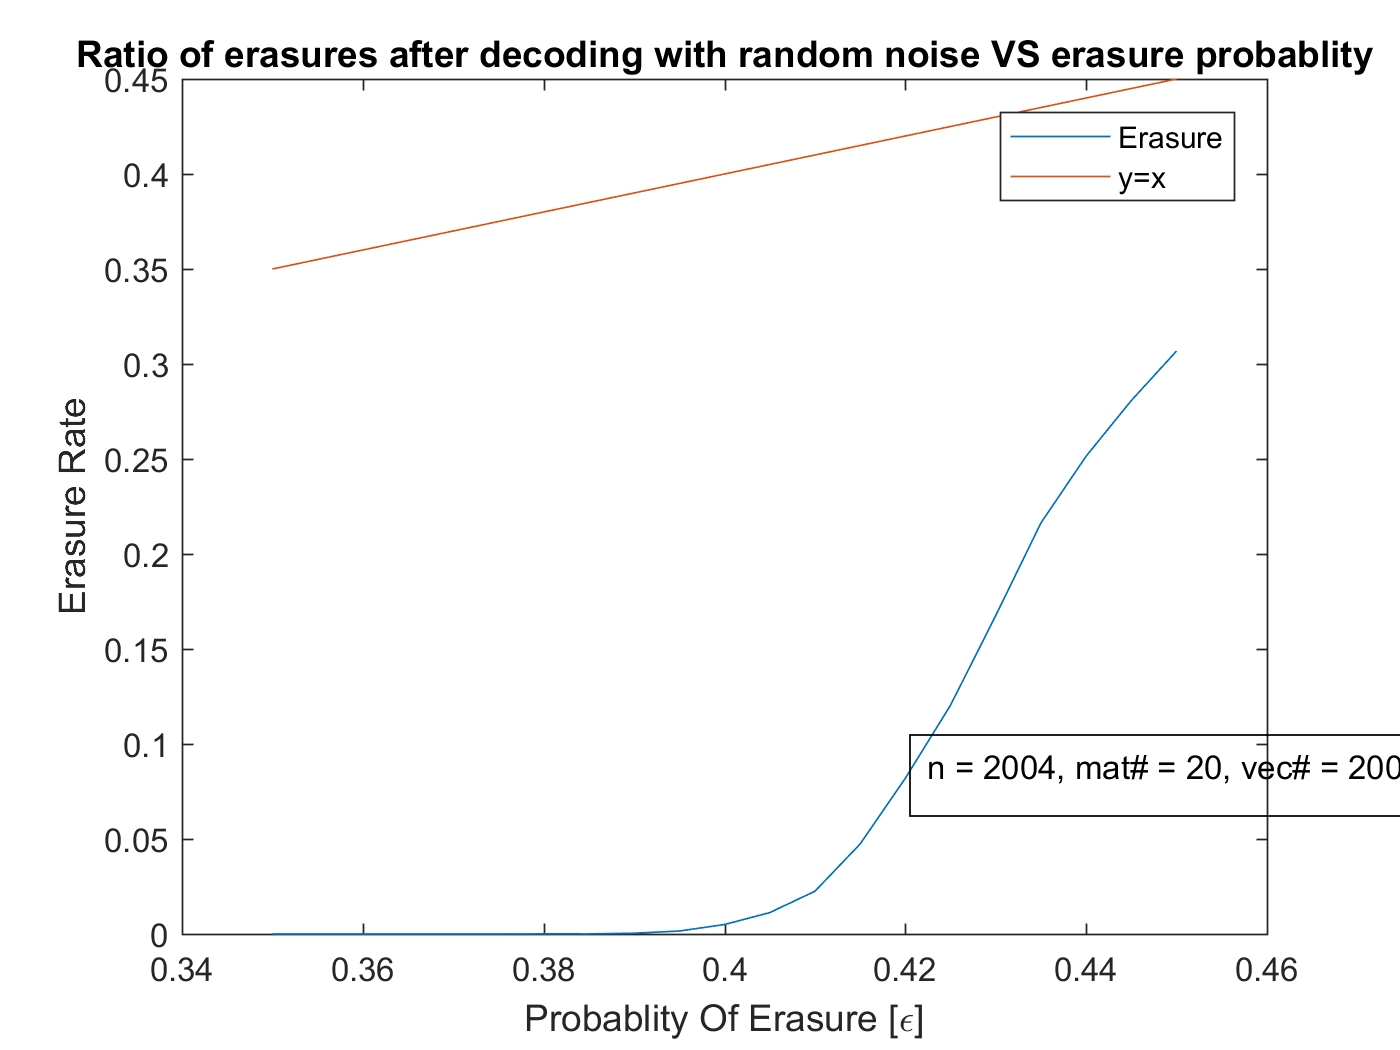 Ratio of erasures after decoding with random noise VS erasure probablity
0.45
0.4
0.35
0.3
0.25
0.2
0.15
0.1
0.05
0
Erasure Rate
Erasure
y=x
n = 2004, mat# = 20, vec# = 200
0.34 0.36 0.38 0.4 0.42 0.44 0.46
Probablity Of Erasure [ϵ]